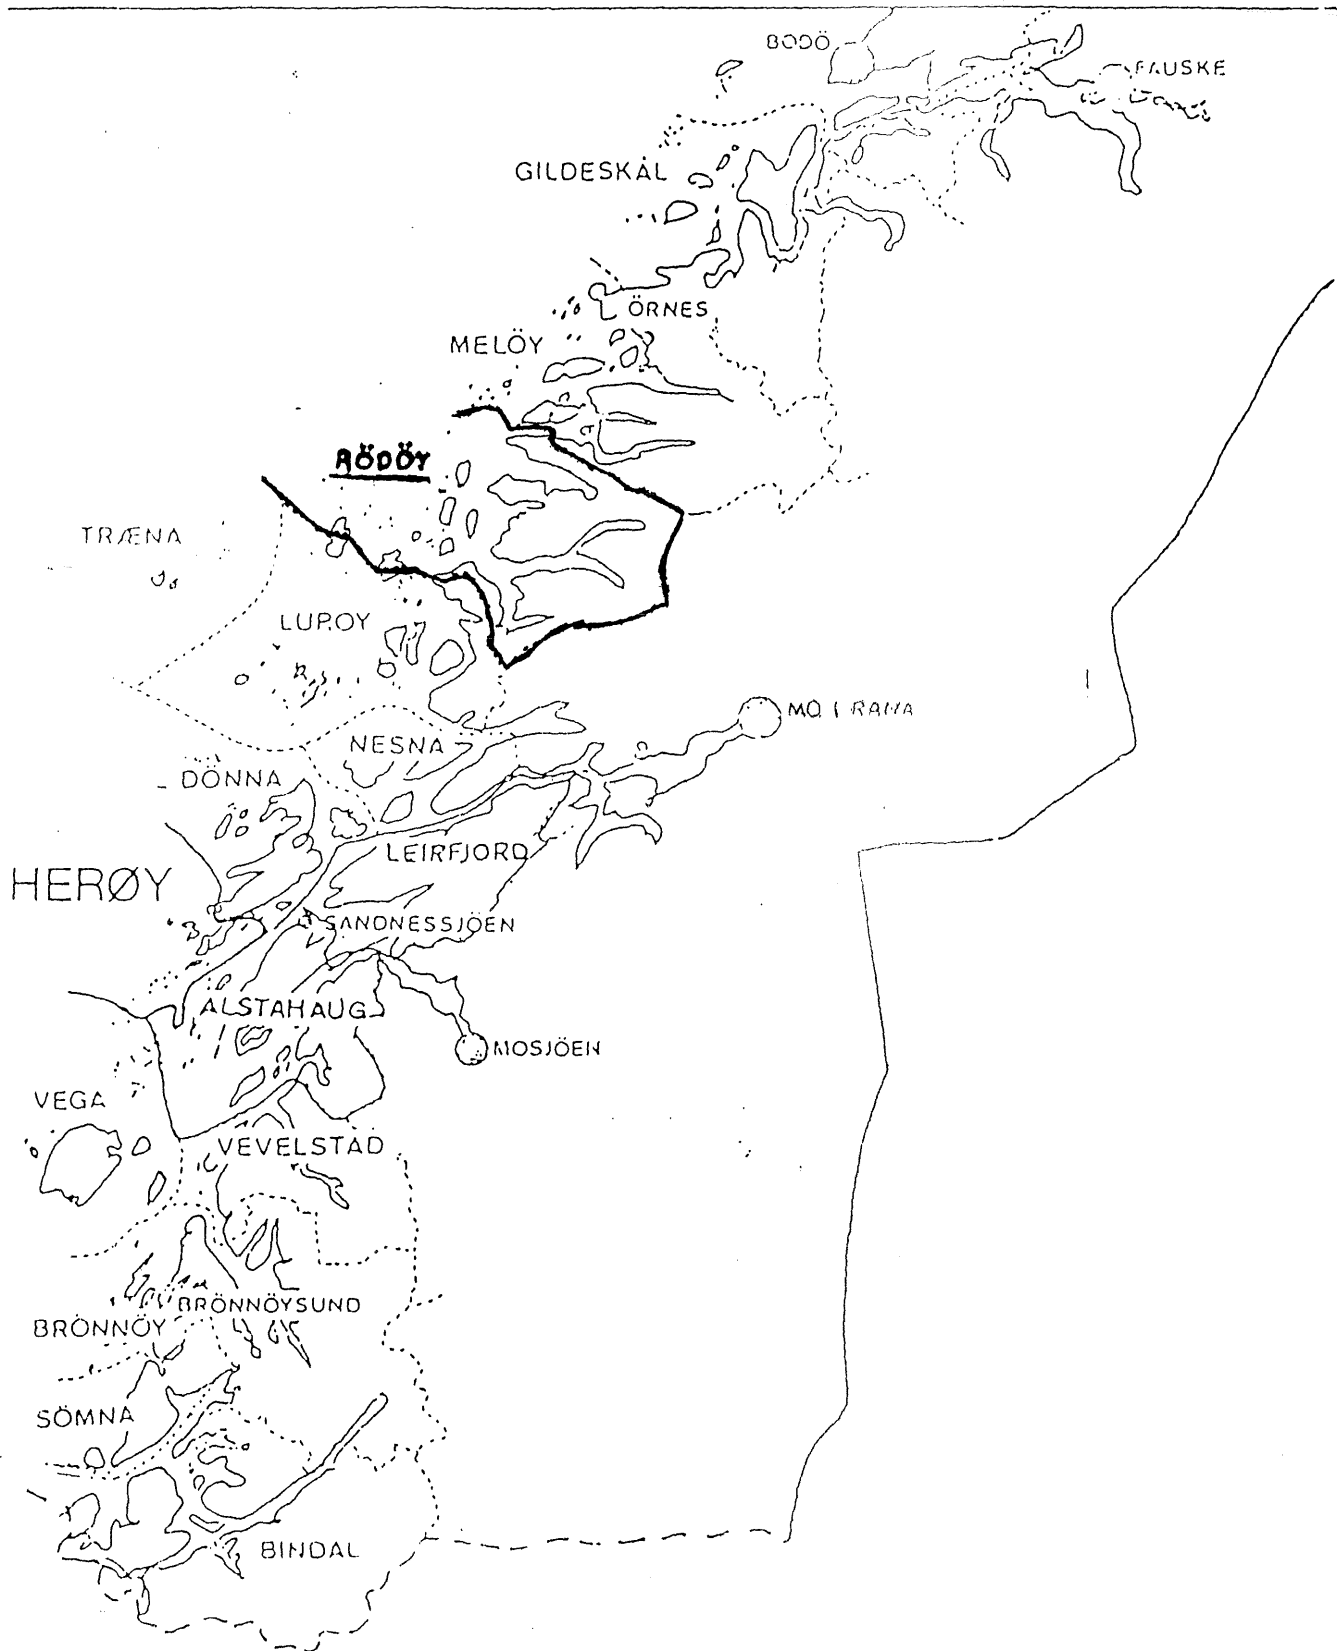 BODÖ
FAUSKE
GILDESKÅL
ÖRNES
MELÖY
RÖDÖY
TRÆNA
LURÖY
MO I RANA
NESNA
DÖNNA
LEIRFJORD
HERØY
SANDNESSJÖEN
ALSTAHAUG
MOSJÖEN
VEGA
VEVELSTAD
BRÖNNÖYSUND
BRÖNNÖY
SÖMNA
BINDAL